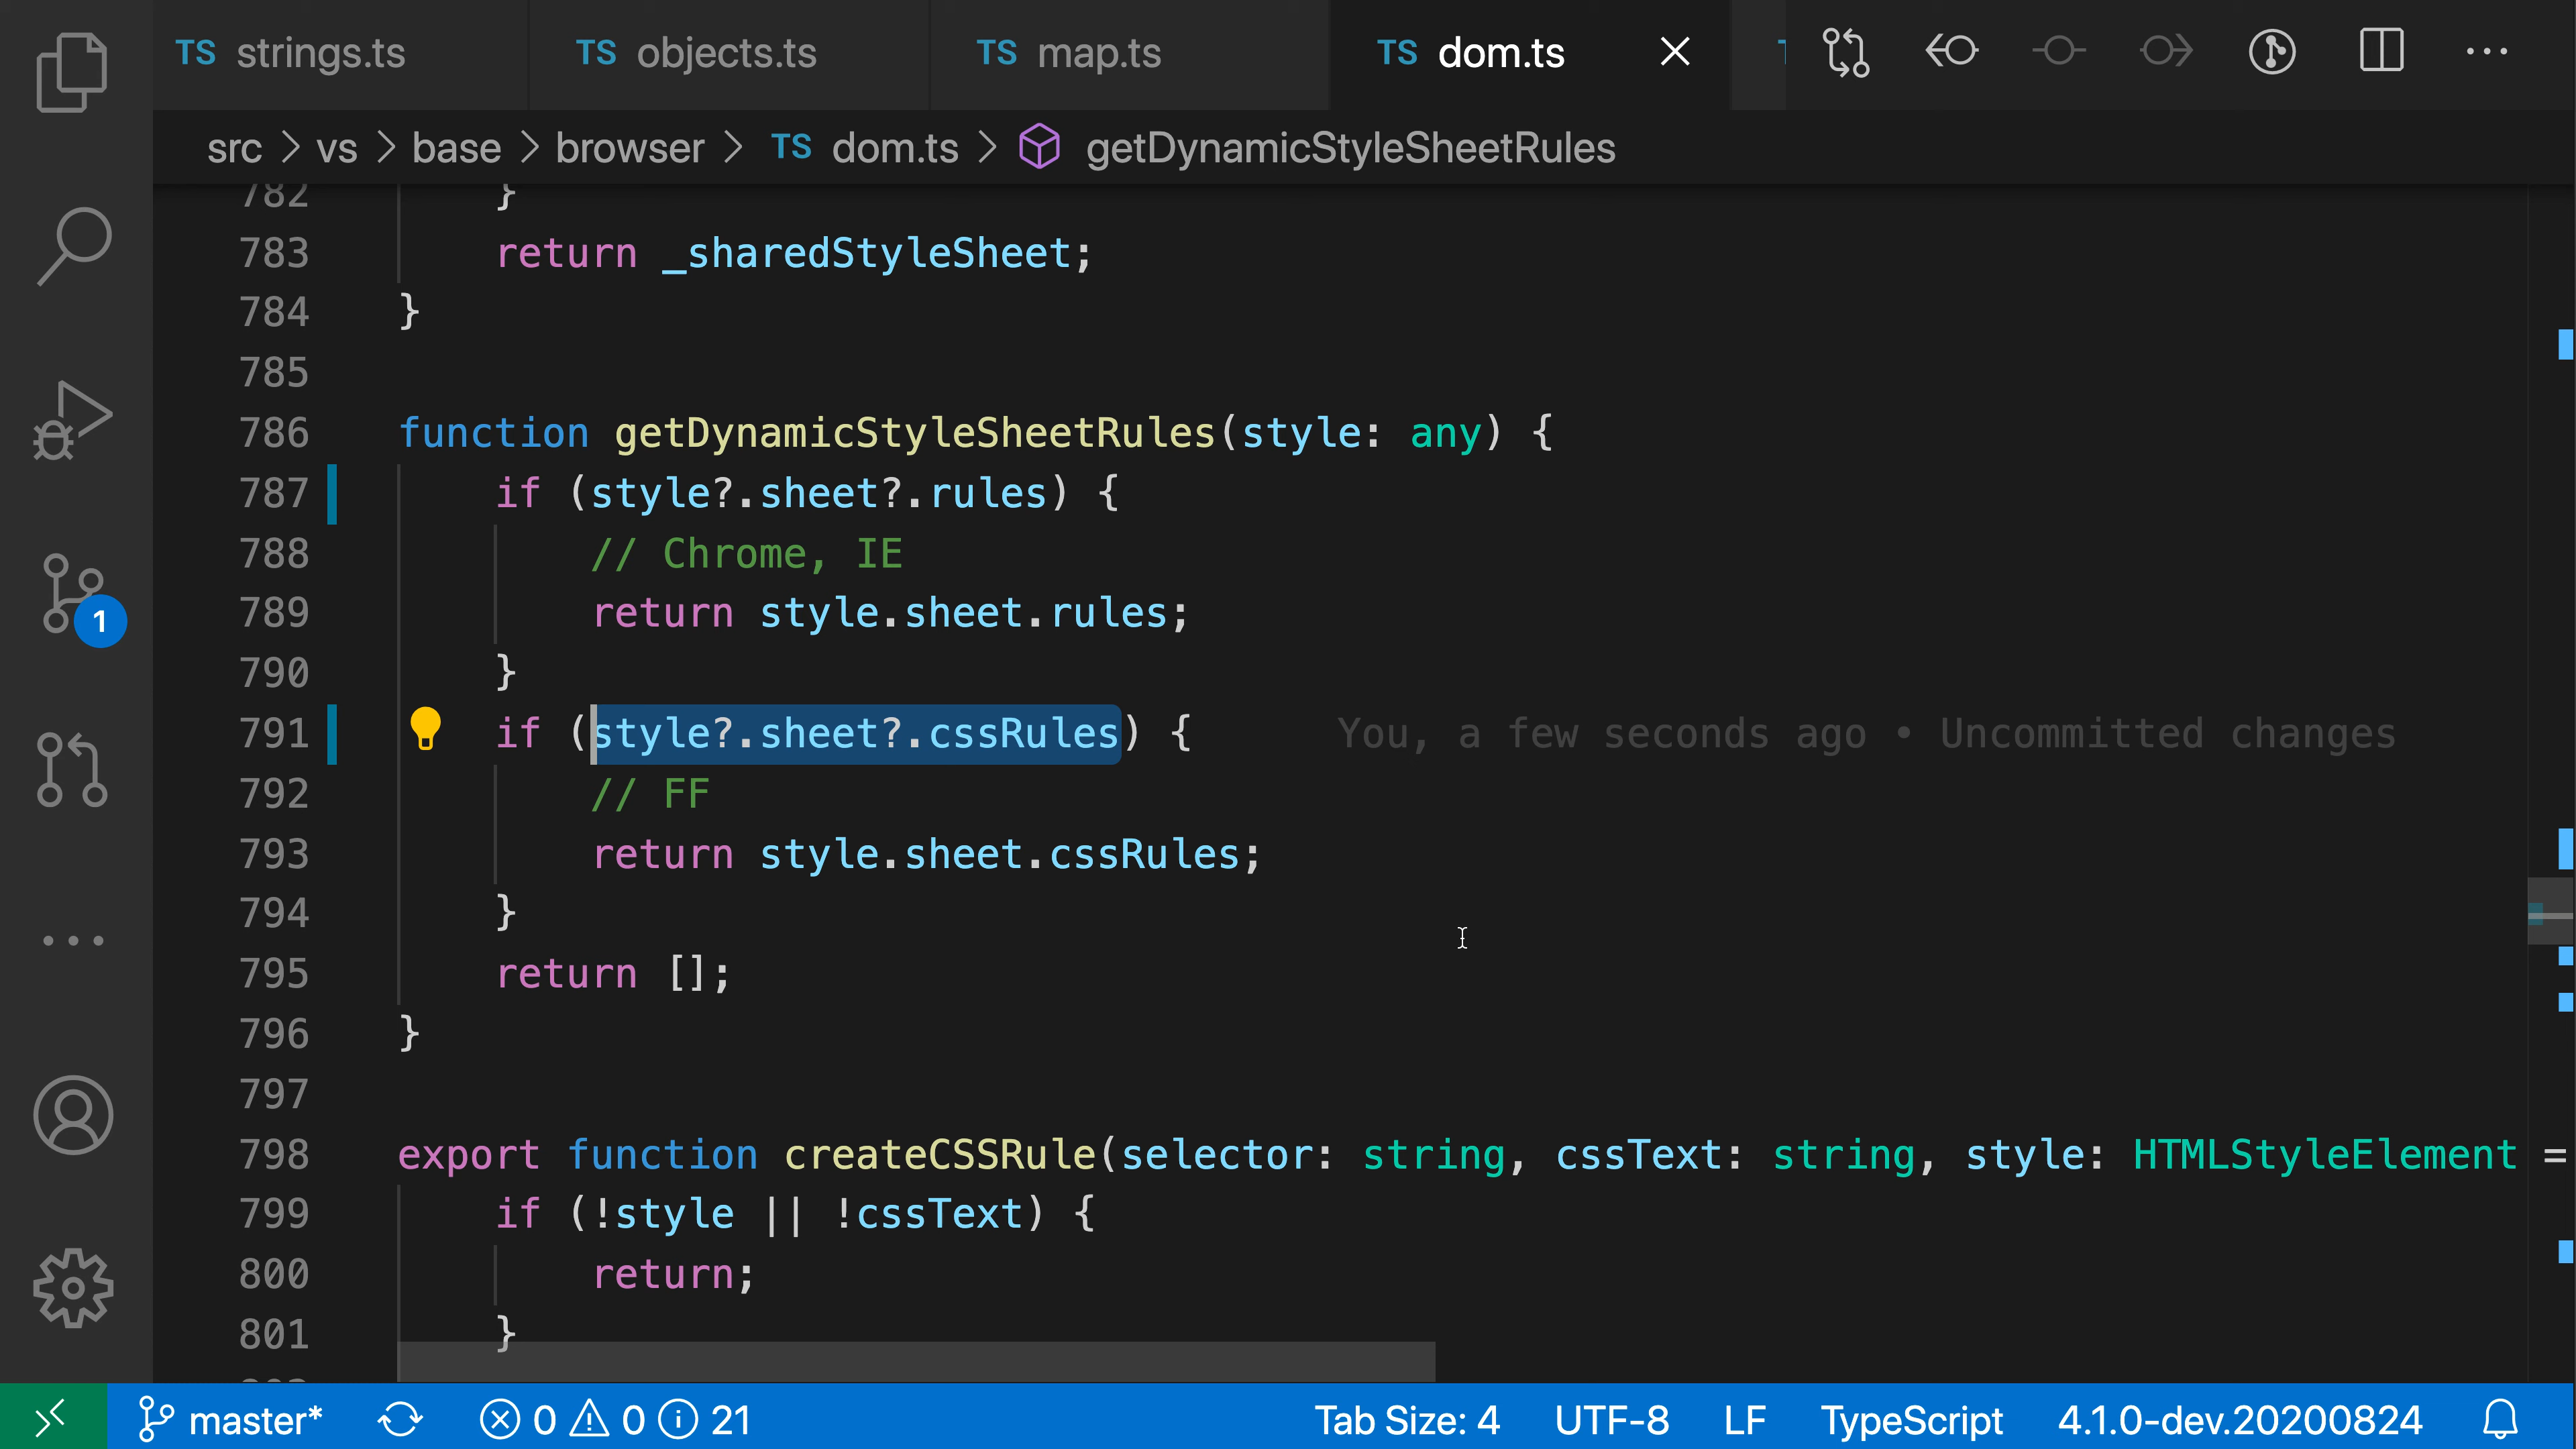 TS strings.ts TS objects.ts TS map.ts TS dom.ts
src > vs > base > browser > TS dom.ts > getDynamicStyleSheetRules
782 }
783 return _sharedStyleSheet;
784 }
785
786 function getDynamicStyleSheetRules(style: any) {
787 if (style?.sheet?.rules) {
788 // Chrome, IE
789 return style.sheet.rules;
790 }
791 if (style?.sheet?.cssRules) { You, a few seconds ago • Uncommitted changes
792 // FF
793 return style.sheet.cssRules;
794 }
795 return [];
796 }
797
798 export function createCSSRule(selector: string, cssText: string, style: HTMLStyleElement =
799 if (!style || !cssText) {
800 return;
801 }
1
master* 0 0 21 Tab Size: 4 UTF-8 LF TypeScript 4.1.0-dev.20200824